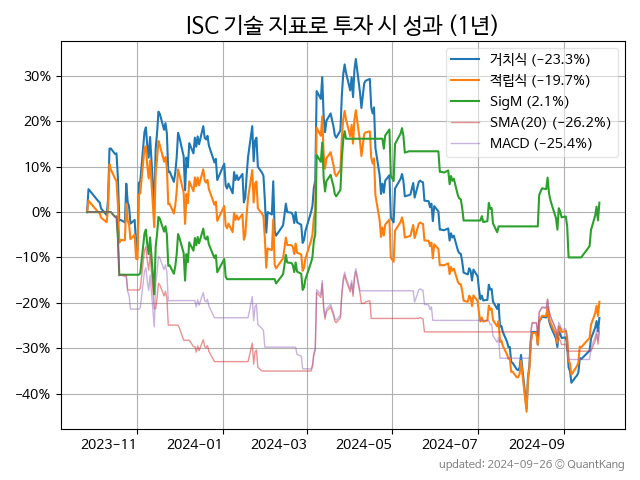 ISC 기술 지표로 투자 시 성과 (1년)
거치식 (−23.3%)
적립식 (−19.7%)
SigM (2.1%)
SMA(20) (−26.2%)
MACD (−25.4%)
30%
20%
10%
0%
−10%
−20%
−30%
−40%
2023-11 2024-01 2024-03 2024-05 2024-07 2024-09
updated: 2024-09-26 © QuantKang